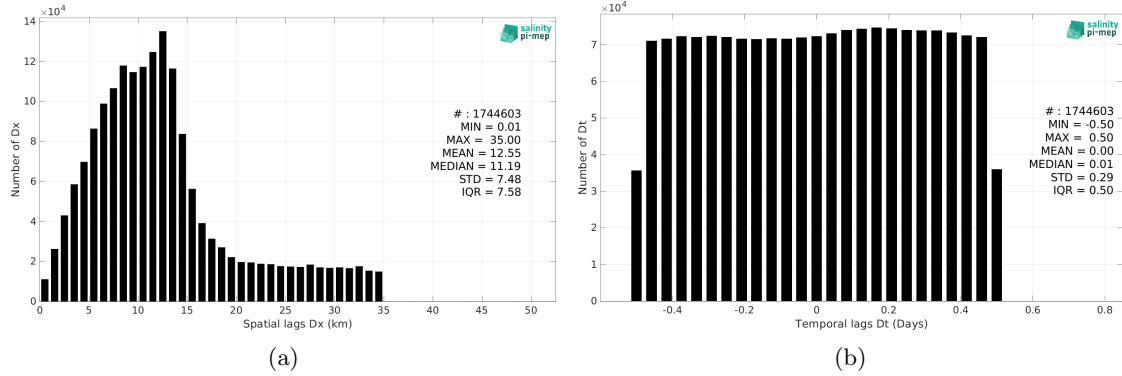 ×10⁴
14
12
10
8
6
4
2
0
Number of Dx
0 5 10 15 20 25 30 35 40 45 50
Spatial lags Dx (km)
salinity
pi-mep
# : 1744603
MIN = 0.01
MAX = 35.00
MEAN = 12.55
MEDIAN = 11.19
STD = 7.48
IQR = 7.58
(a)
×10⁴
7
6
5
4
3
2
1
0
Number of Dt
-0.4 -0.2 0 0.2 0.4 0.6 0.8
Temporal lags Dt (Days)
salinity
pi-mep
# : 1744603
MIN = -0.50
MAX = 0.50
MEAN = 0.00
MEDIAN = 0.01
STD = 0.29
IQR = 0.50
(b)